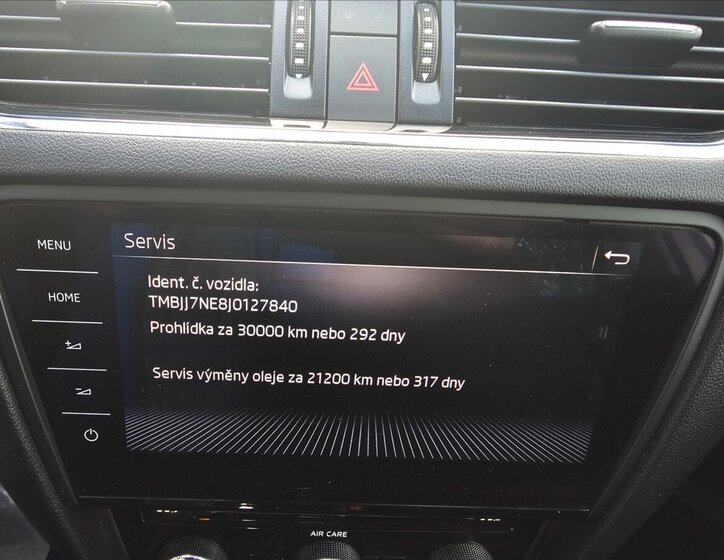 MENU
HOME
Servis
Ident. č. vozidla:
TMBJJ7NE8J0127840
Prohlídka za 30000 km nebo 292 dny
Servis výměny oleje za 21200 km nebo 317 dny
AIR CARE